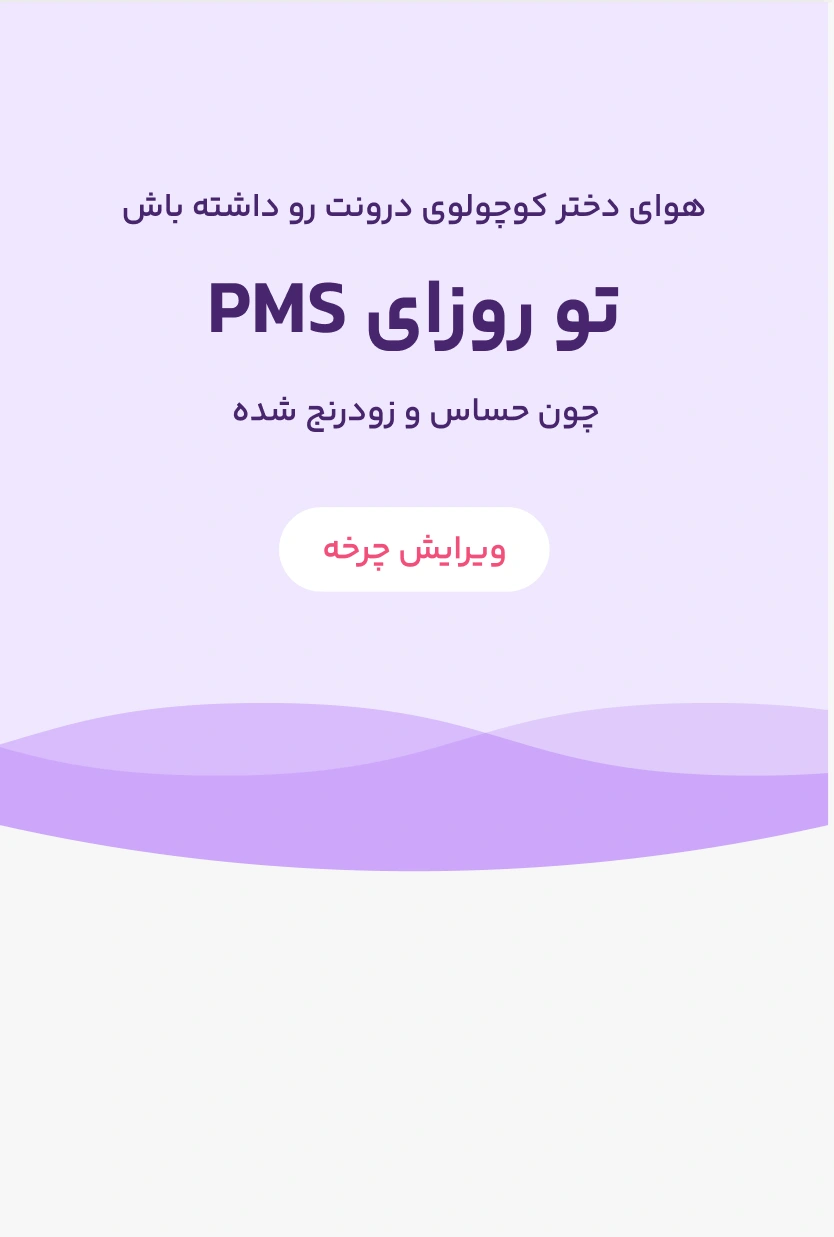 هوای دختر کوچولوی درونت رو داشته باش
تو روزای PMS
چون حساس و زودرنج شده
ویرایش چرخه